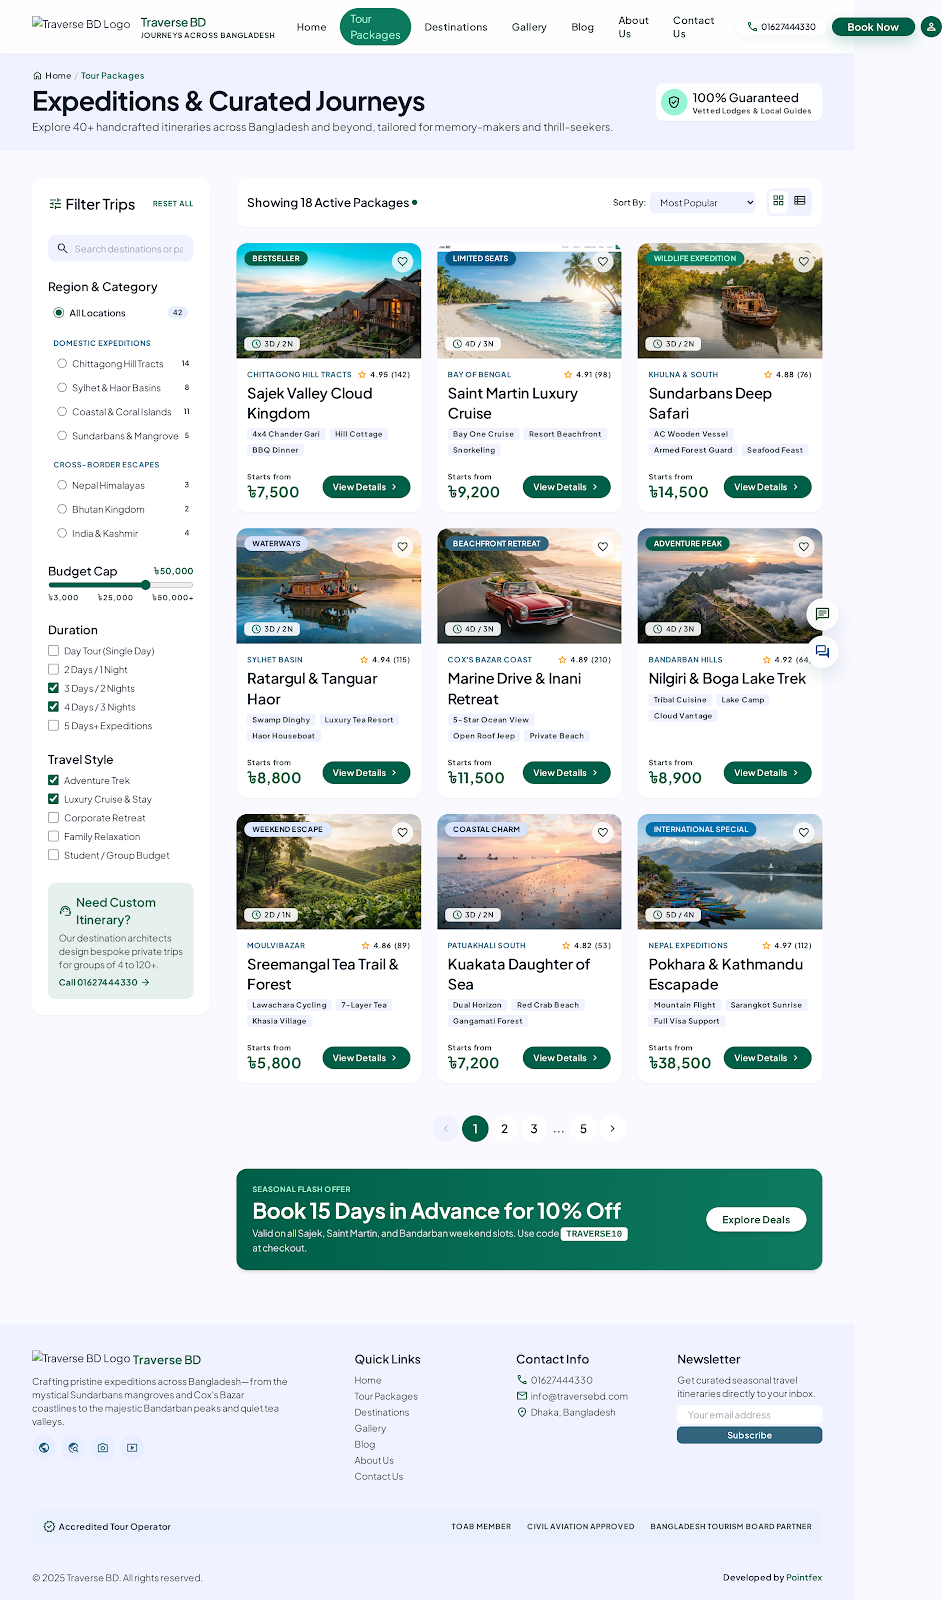 Traverse BD Logo
Traverse BD
JOURNEYS ACROSS BANGLADESH
Home
Tour Packages
Destinations
Gallery
Blog
About Us
Contact Us
01627444330
Book Now
Home / Tour Packages
Expeditions & Curated Journeys
Explore 40+ handcrafted itineraries across Bangladesh and beyond, tailored for memory-makers and thrill-seekers.
100% Guaranteed
Vetted Lodges & Local Guides
Filter Trips
RESET ALL
Search destinations or pa
Region & Category
All Locations 42
DOMESTIC EXPEDITIONS
Chittagong Hill Tracts 14
Sylhet & Haor Basins 8
Coastal & Coral Islands 11
Sundarbans & Mangrove 5
CROSS-BORDER ESCAPES
Nepal Himalayas 3
Bhutan Kingdom 2
India & Kashmir 4
Budget Cap ৳50,000
৳3,000 ৳25,000 ৳50,000+
Duration
Day Tour (Single Day)
2 Days / 1 Night
3 Days / 2 Nights
4 Days / 3 Nights
5 Days+ Expeditions
Travel Style
Adventure Trek
Luxury Cruise & Stay
Corporate Retreat
Family Relaxation
Student / Group Budget
Need Custom
Itinerary?
Our destination architects
design bespoke private trips
for groups of 4 to 120+.
Call 01627444330
Showing 18 Active Packages
Sort By: Most Popular
BESTSELLER
3D / 2N
CHITTAGONG HILL TRACTS 4.95 (142)
Sajek Valley Cloud
Kingdom
4x4 Chander Gari Hill Cottage
BBQ Dinner
Starts from
৳7,500
View Details
LIMITED SEATS
4D / 3N
BAY OF BENGAL 4.91 (98)
Saint Martin Luxury
Cruise
Bay One Cruise Resort Beachfront
Snorkeling
Starts from
৳9,200
View Details
WILDLIFE EXPEDITION
3D / 2N
KHULNA & SOUTH 4.88 (76)
Sundarbans Deep
Safari
AC Wooden Vessel
Armed Forest Guard Seafood Feast
Starts from
৳14,500
View Details
WATERWAYS
3D / 2N
SYLHET BASIN 4.94 (115)
Ratargul & Tanguar
Haor
Swamp Dinghy Luxury Tea Resort
Haor Houseboat
Starts from
৳8,800
View Details
BEACHFRONT RETREAT
4D / 3N
COX'S BAZAR COAST 4.89 (210)
Marine Drive & Inani
Retreat
5-Star Ocean View
Open Roof Jeep Private Beach
Starts from
৳11,500
View Details
ADVENTURE PEAK
4D / 3N
BANDARBAN HILLS 4.92 (64)
Nilgiri & Boga Lake Trek
Tribal Cuisine Lake Camp
Cloud Vantage
Starts from
৳8,900
View Details
WEEKEND ESCAPE
2D / 1N
MOULVIBAZAR 4.86 (89)
Sreemangal Tea Trail &
Forest
Lawachara Cycling 7-Layer Tea
Khasia Village
Starts from
৳5,800
View Details
COASTAL CHARM
3D / 2N
PATUAKHALI SOUTH 4.82 (53)
Kuakata Daughter of
Sea
Dual Horizon Red Crab Beach
Gangamati Forest
Starts from
৳7,200
View Details
INTERNATIONAL SPECIAL
5D / 4N
NEPAL EXPEDITIONS 4.97 (112)
Pokhara & Kathmandu
Escapade
Mountain Flight Sarangkot Sunrise
Full Visa Support
Starts from
৳38,500
View Details
1 2 3 ... 5
SEASONAL FLASH OFFER
Book 15 Days in Advance for 10% Off
Valid on all Sajek, Saint Martin, and Bandarban weekend slots. Use code TRAVERSE10
at checkout.
Explore Deals
Traverse BD Logo Traverse BD
Crafting pristine expeditions across Bangladesh—from the
mystical Sundarbans mangroves and Cox's Bazar
coastlines to the majestic Bandarban peaks and quiet tea
valleys.
Quick Links
Home
Tour Packages
Destinations
Gallery
Blog
About Us
Contact Us
Contact Info
01627444330
info@traversebd.com
Dhaka, Bangladesh
Newsletter
Get curated seasonal travel
itineraries directly to your inbox.
Your email address
Subscribe
Accredited Tour Operator
TOAB MEMBER CIVIL AVIATION APPROVED BANGLADESH TOURISM BOARD PARTNER
© 2025 Traverse BD. All rights reserved.
Developed by Pointfex